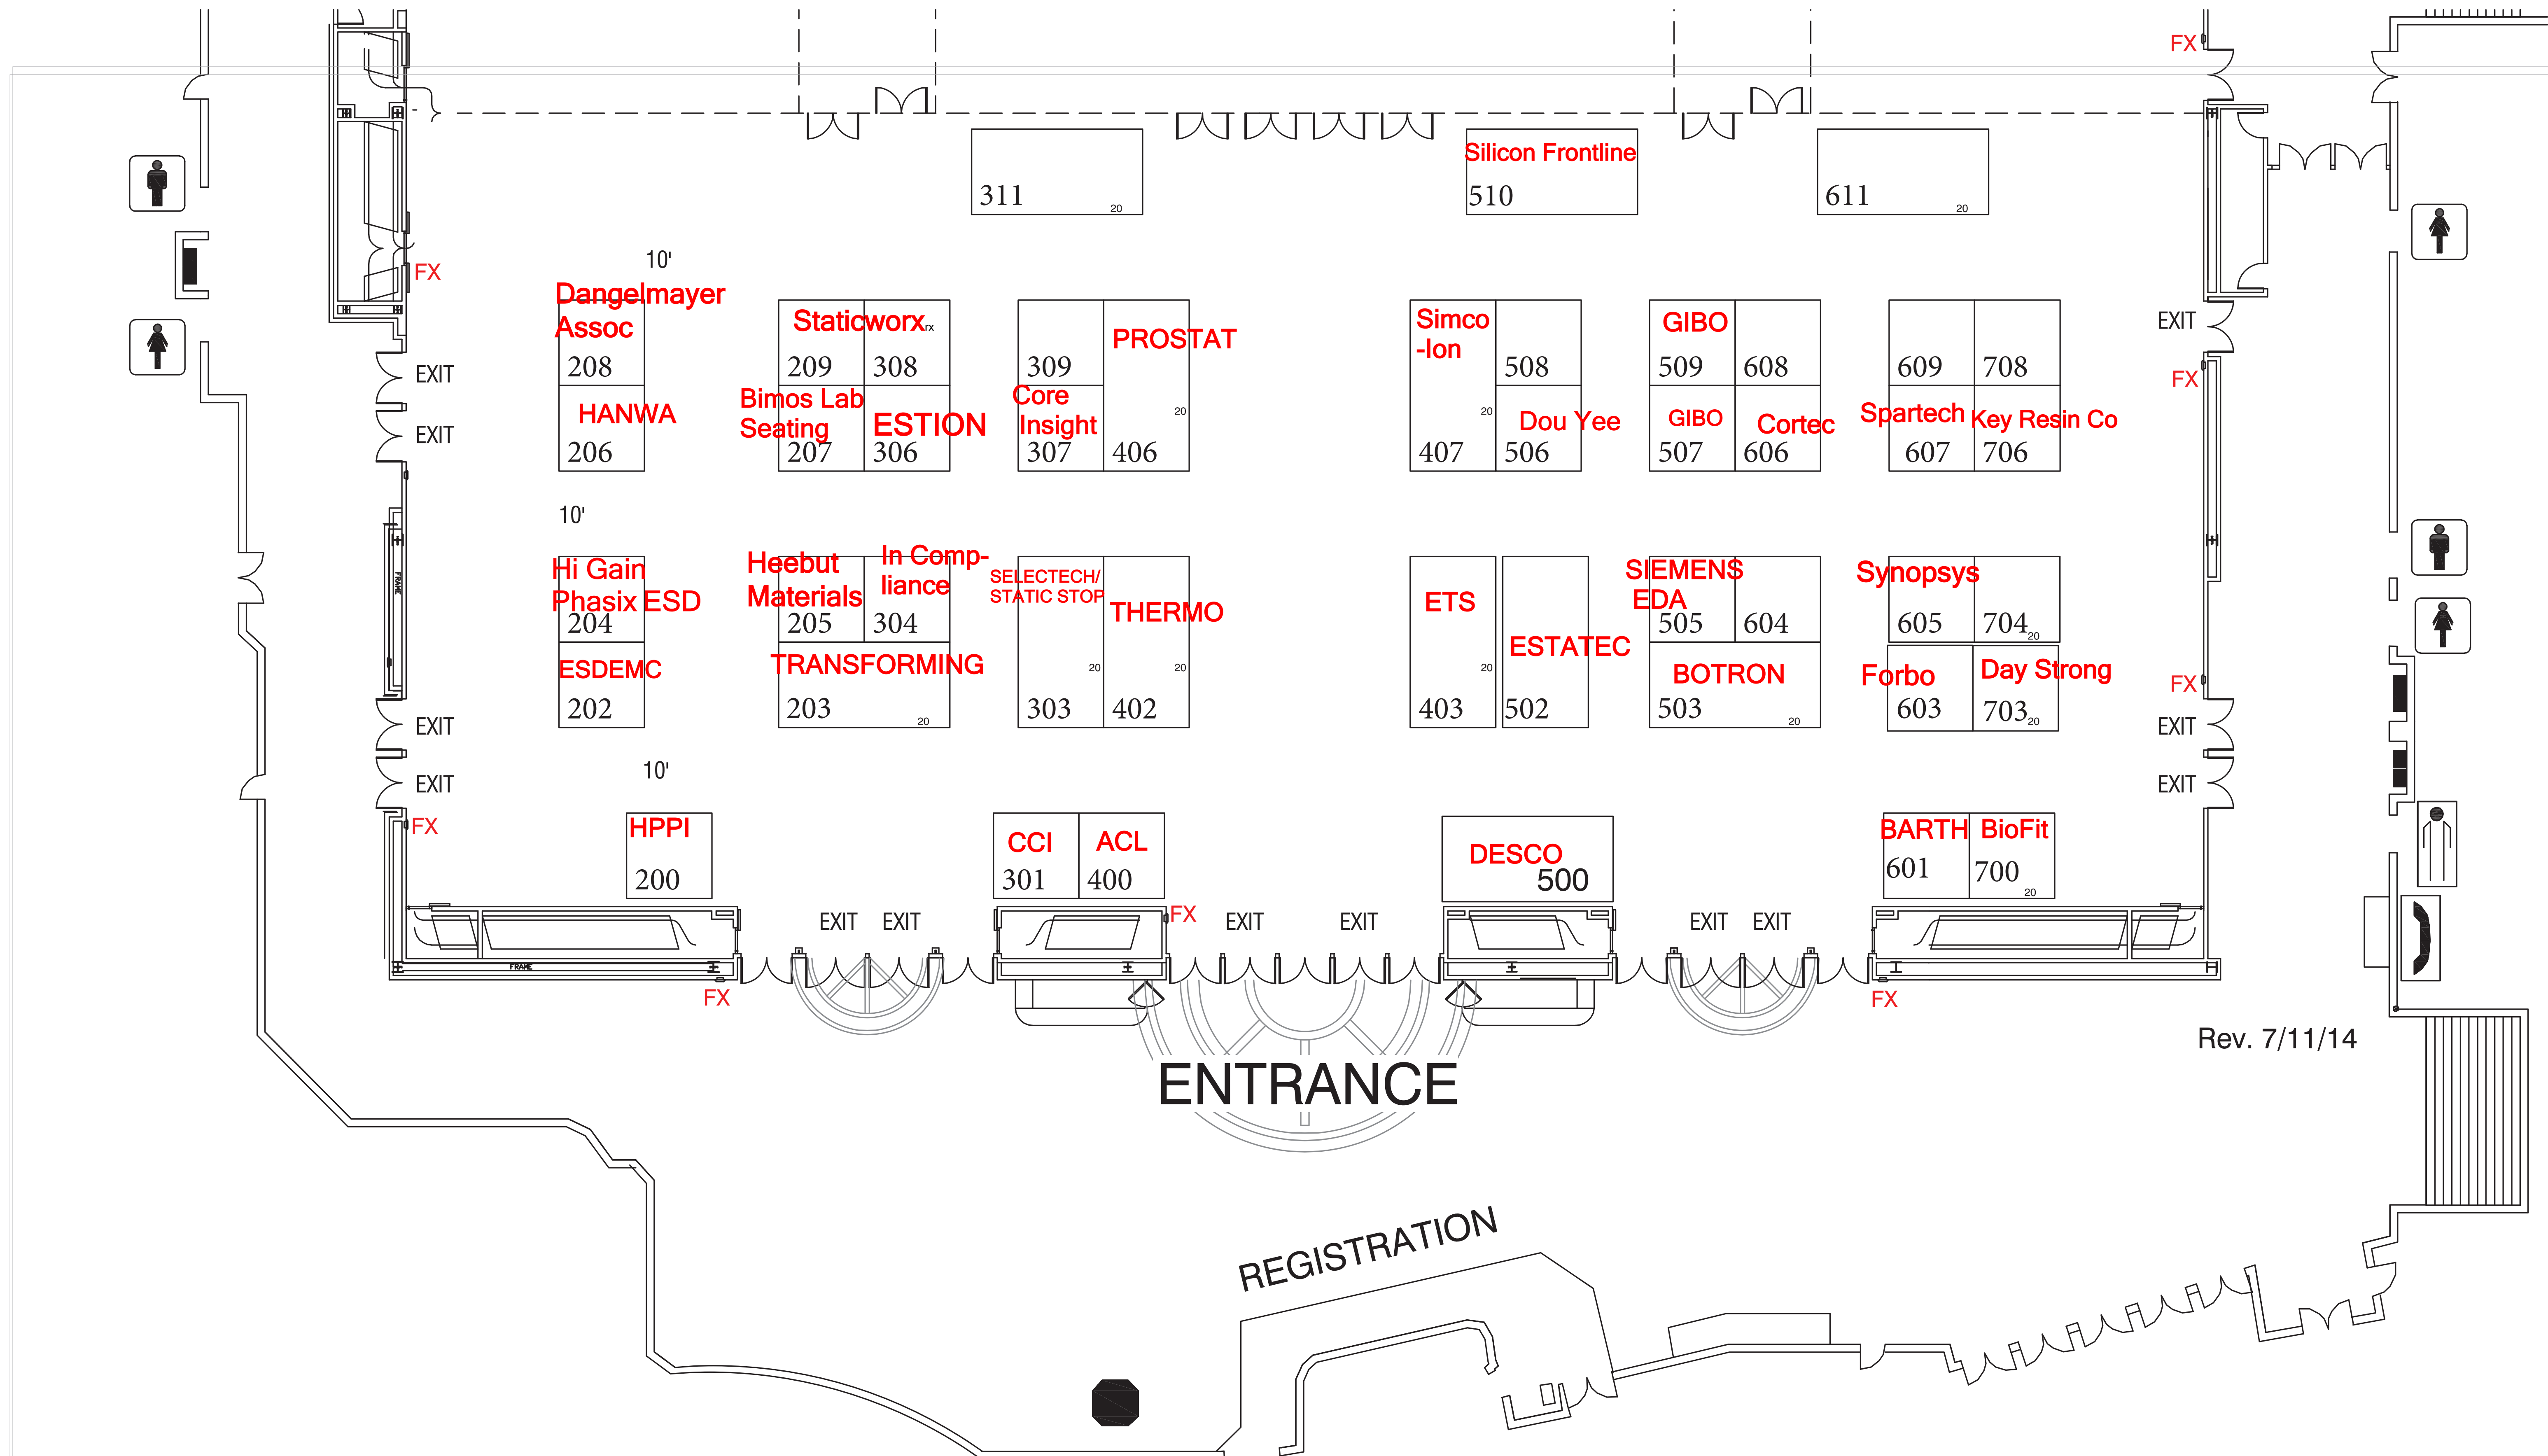 FX
Silicon Frontline
311
20
510
611
20
10'
FX
Dangelmayer
Assoc
208
Staticworxrx
209
308
309
PROSTAT
Simco
-Ion
508
GIBO
509
608
609
708
EXIT
EXIT
FX
HANWA
206
Bimos Lab
Seating
207
ESTION
306
Core
Insight
307
20
406
20
407
Dou Yee
506
GIBO
507
Cortec
606
Spartech
607
Key Resin Co
706
EXIT
10'
Hi Gain
Phasix ESD
204
Heebut
Materials
205
In Comp-
liance
304
SELECTECH/
STATIC STOP
THERMO
ETS
SIEMENS
EDA
505
604
Synopsys
605
704
20
FRAME
ESDEMC
202
TRANSFORMING
203
20
20
303
20
402
20
403
ESTATEC
502
BOTRON
503
20
Forbo
603
Day Strong
703
20
FX
EXIT
EXIT
EXIT
EXIT
10'
FX
HPPI
200
CCI
301
ACL
400
DESCO
500
BARTH
601
BioFit
700
20
EXIT
EXIT
FX
EXIT
EXIT
EXIT
EXIT
FRAME
FX
FX
Rev. 7/11/14
ENTRANCE
REGISTRATION